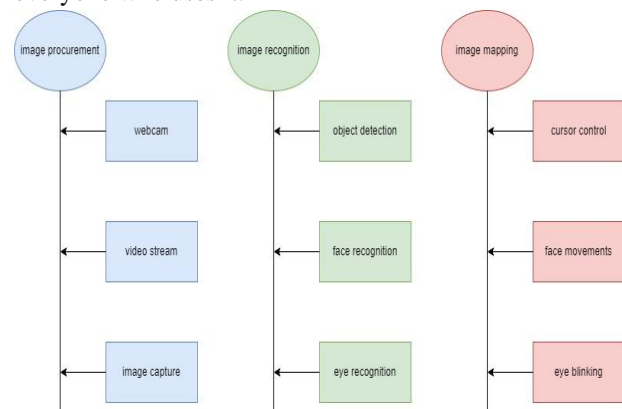 image procurement
image recognition
image mapping
webcam
object detection
cursor control
video stream
face recognition
face movements
image capture
eye recognition
eye blinking